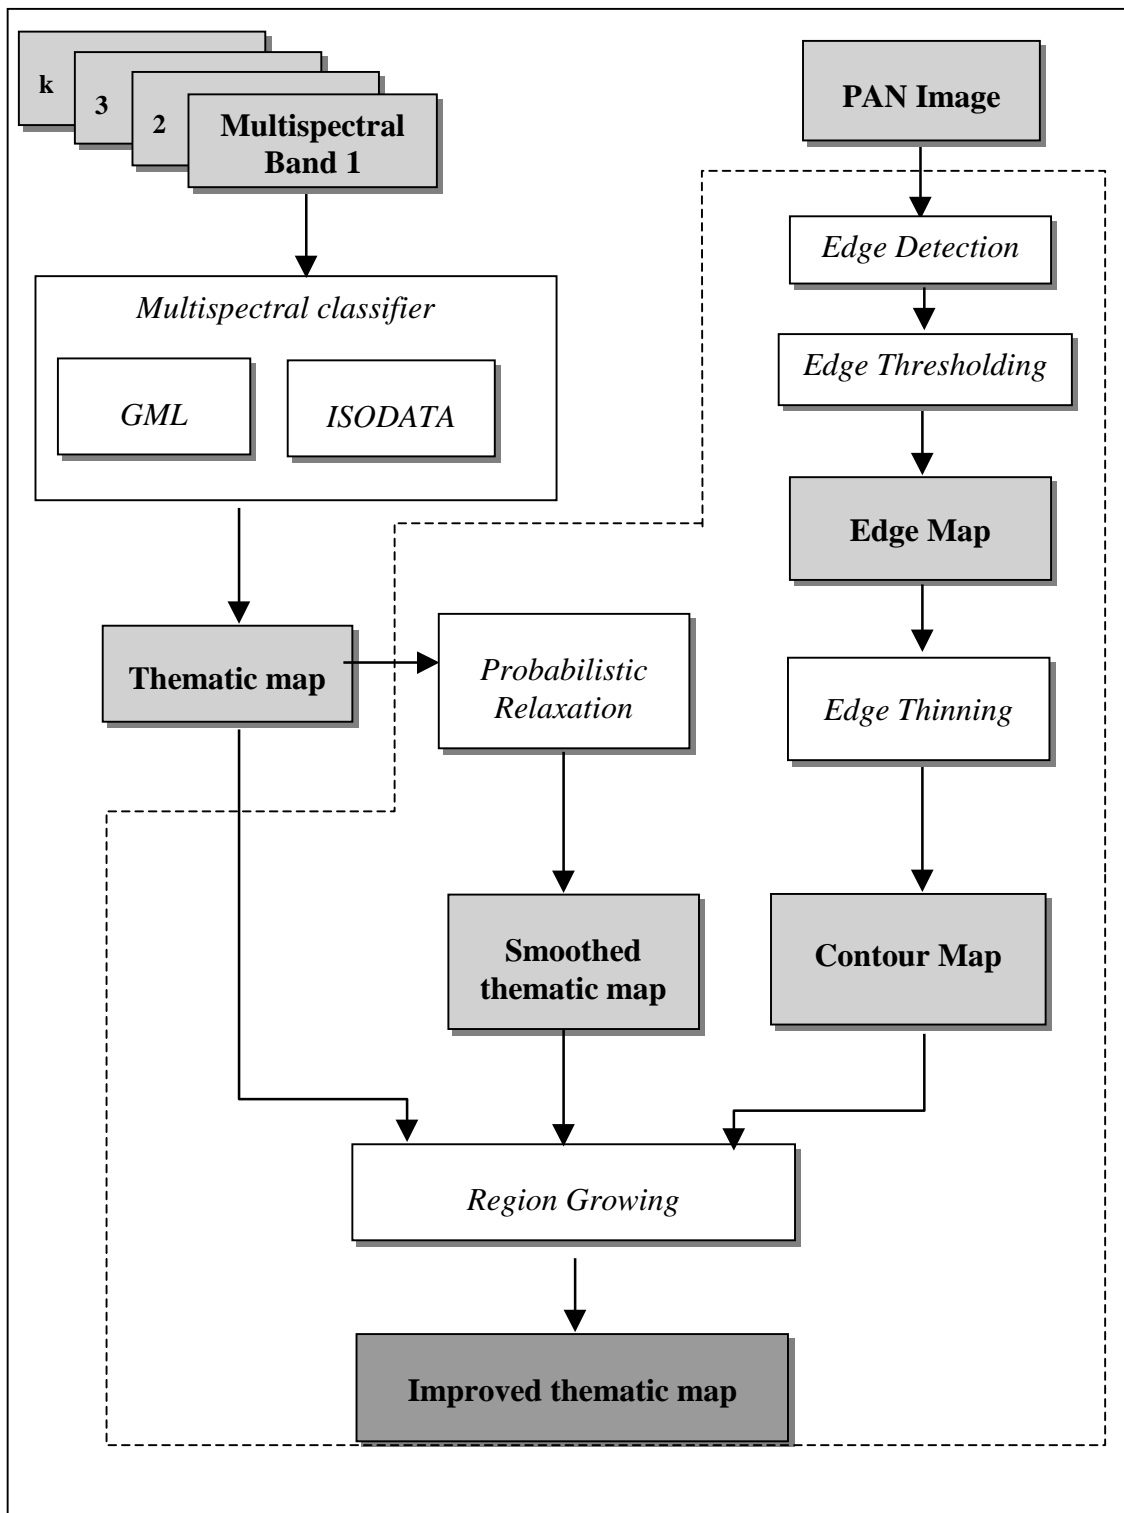 k
3
2
Multispectral
Band 1
PAN Image
Edge Detection
Multispectral classifier
Edge Thresholding
GML
ISODATA
Edge Map
Thematic map
Probabilistic
Relaxation
Edge Thinning
Smoothed
thematic map
Contour Map
Region Growing
Improved thematic map